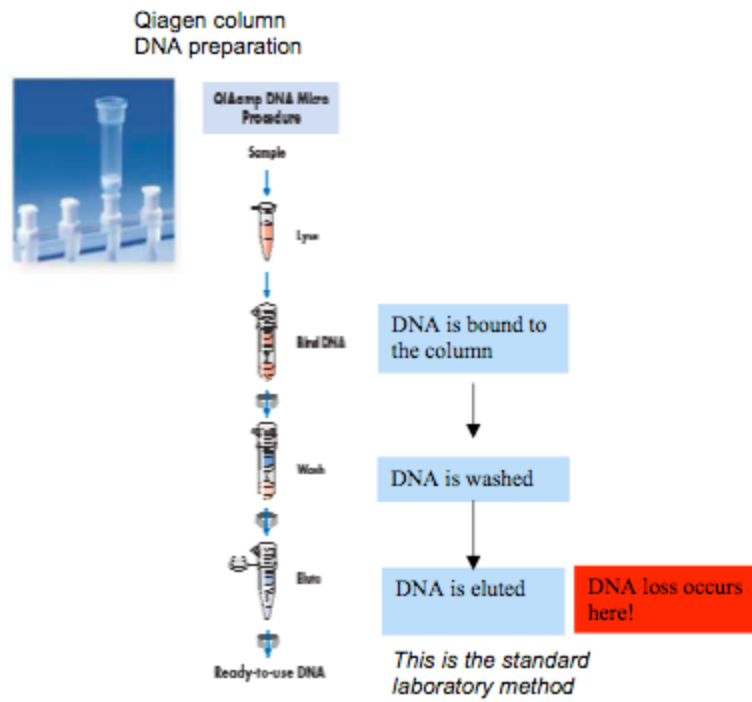 Qiagen column
DNA preparation
QIAamp DNA Micro
Procedure
Sample
Lyse
Bind DNA
Wash
Elute
Ready-to-use DNA
DNA is bound to
the column
DNA is washed
DNA is eluted
DNA loss occurs
here!
This is the standard
laboratory method